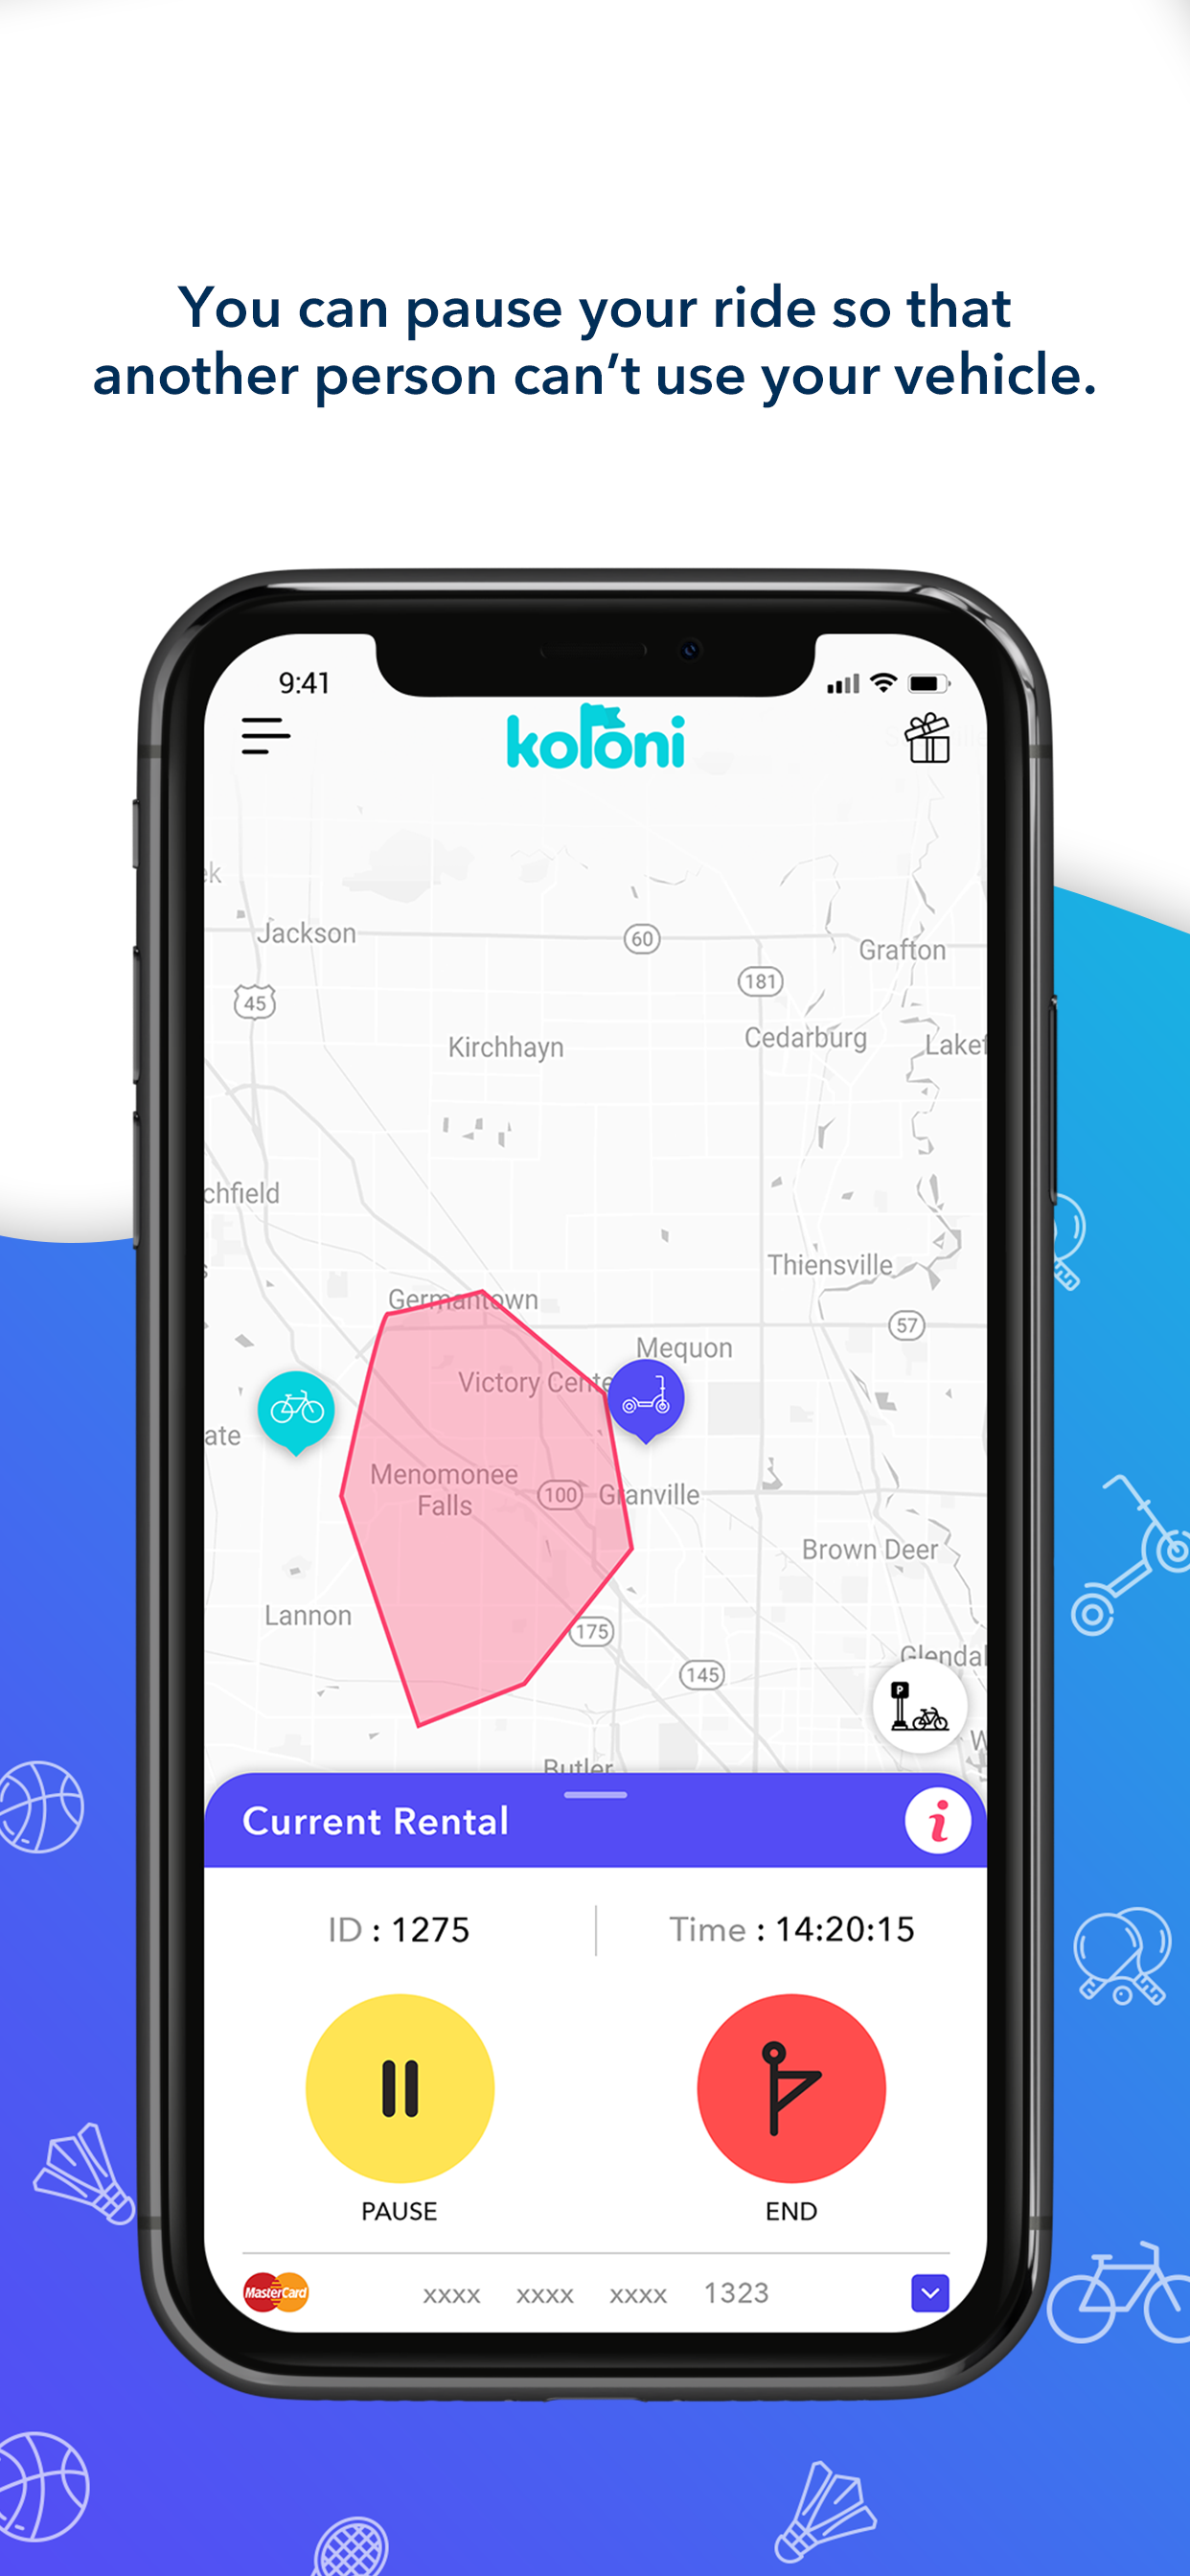 You can pause your ride so that
another person can't use your vehicle.
9:41
koloni
ek
Jackson
60
Grafton
181
45
Cedarburg
Kirchhayn
Lakef
chfield
Thiensville
Germantown
57
Mequon
Victory Cente
ate
Menomonee
Falls
100
Granville
Brown Deer
Lannon
175
Glendal
145
P
W
Butler
Current Rental
i
ID : 1275
Time : 14:20:15
PAUSE
END
MasterCard
xxxx xxxx xxxx 1323